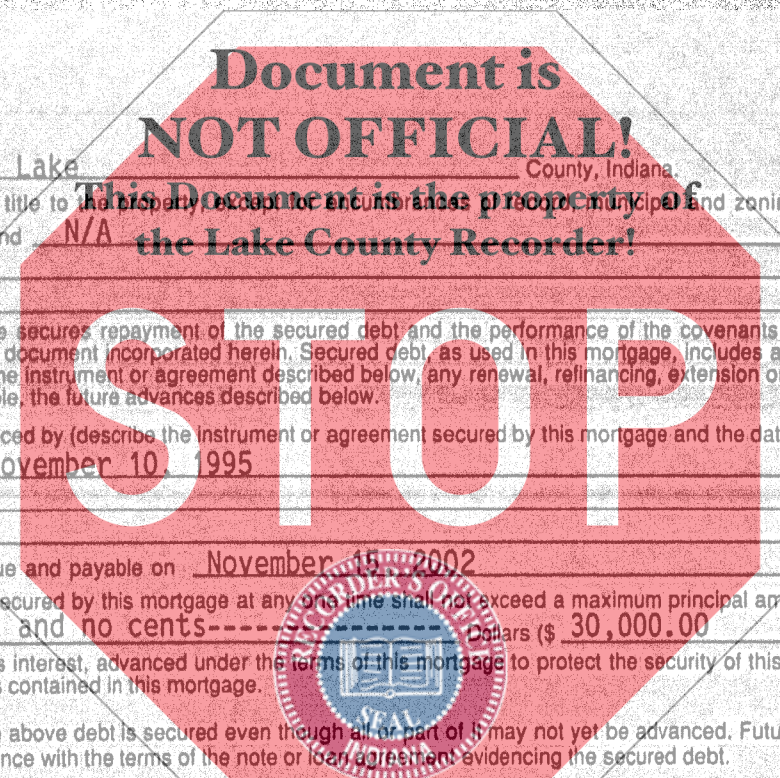 Document is
NOT OFFICIAL!
Lake County, Indiana.
This Document is the property of
title to the property, except for encumbrances of record, municipal and zoni
nd N/A
the Lake County Recorder!
e secures repayment of the secured debt and the performance of the covenants
document incorporated herein. Secured debt, as used in this mortgage, includes a
he instrument or agreement described below, any renewal, refinancing, extension o
ble, the future advances described below.
STOP
ced by (describe the instrument or agreement secured by this mortgage and the dat
ovember 10, 1995
ue and payable on November 15, 2002
ecured by this mortgage at any one time shall not exceed a maximum principal am
and no cents-------------------- Dollars ($ 30,000.00
s interest, advanced under the terms of this mortgage to protect the security of this
s contained in this mortgage.
RECORDER'S OFFICE
SEAL
INDIANA
e above debt is secured even though all or part of it may not yet be advanced. Futu
nce with the terms of the note or loan agreement evidencing the secured debt.